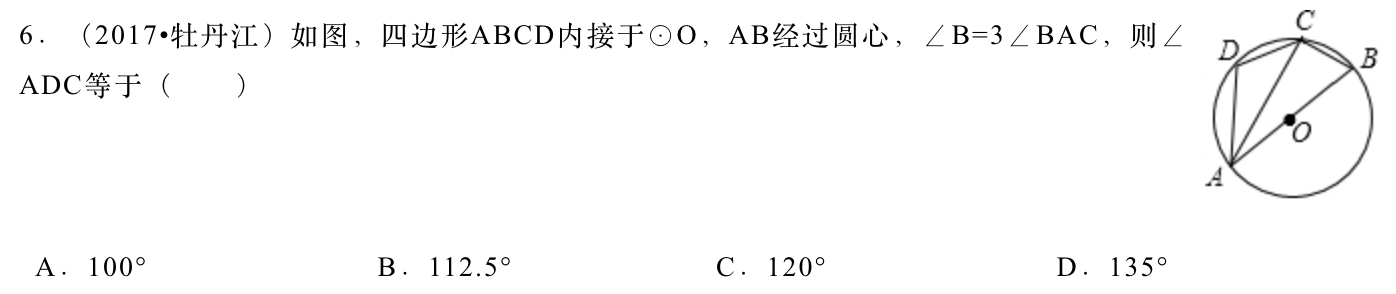 6．（2017•牡丹江）如图，四边形ABCD内接于⊙O，AB经过圆心，∠B=3∠BAC，则∠
ADC等于（　　）
C
D
B
O
A
A．100°　B．112.5°　C．120°　D．135°